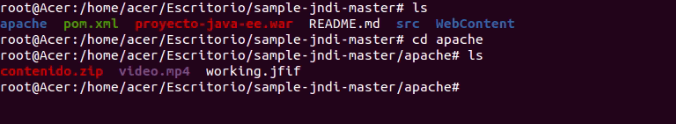 root@Acer:/home/acer/Escritorio/sample-jndi-master# ls
apache pom.xml proyecto-java-ee.war README.md src WebContent
root@Acer:/home/acer/Escritorio/sample-jndi-master# cd apache
root@Acer:/home/acer/Escritorio/sample-jndi-master/apache# ls
contenido.zip video.mp4 working.jfif
root@Acer:/home/acer/Escritorio/sample-jndi-master/apache#